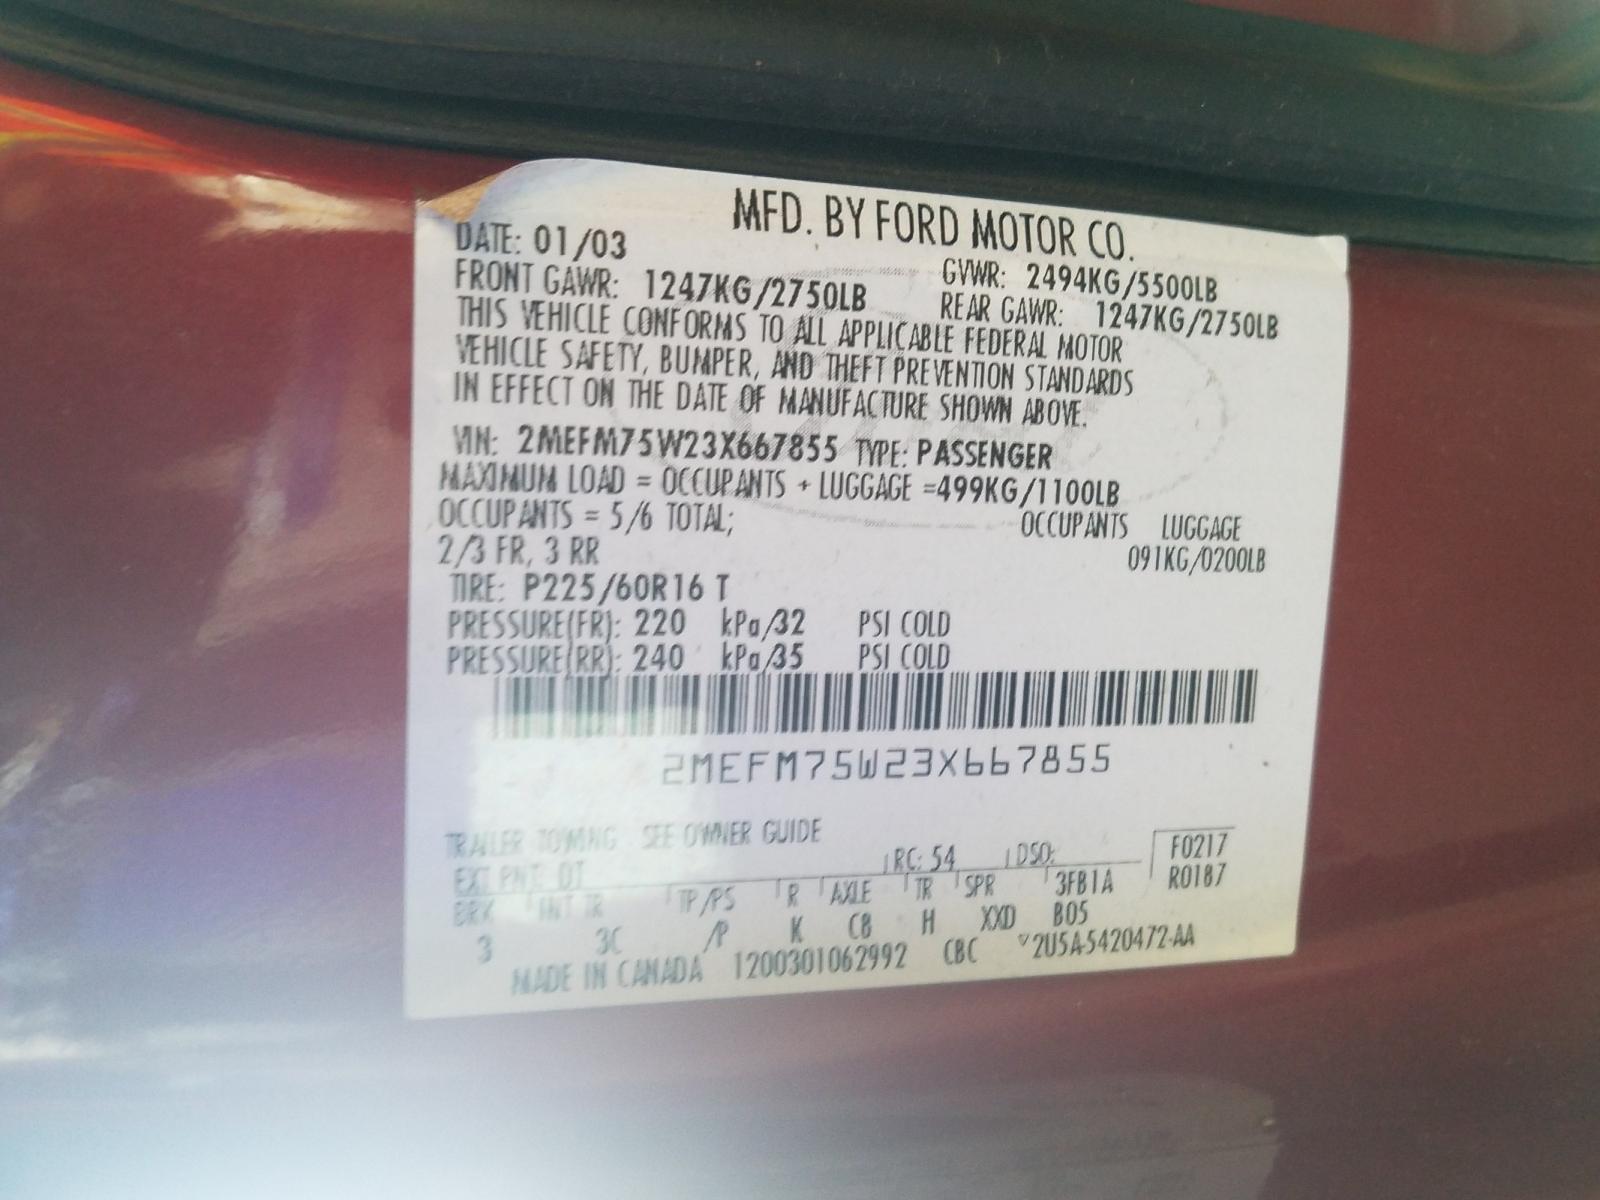 MFD. BY FORD MOTOR CO.
DATE: 01/03
GVWR: 2494KG/5500LB
FRONT GAWR: 1247KG/2750LB
REAR GAWR: 1247KG/2750LB
THIS VEHICLE CONFORMS TO ALL APPLICABLE FEDERAL MOTOR
VEHICLE SAFETY, BUMPER, AND THEFT PREVENTION STANDARDS
IN EFFECT ON THE DATE OF MANUFACTURE SHOWN ABOVE.
VIN: 2MEFM75W23X667855 TYPE: PASSENGER
MAXIMUM LOAD = OCCUPANTS + LUGGAGE =499KG/1100LB
OCCUPANTS = 5/6 TOTAL; OCCUPANTS LUGGAGE
2/3 FR, 3 RR 091KG/0200LB
TIRE: P225/60R16 T
PRESSURE(FR): 220 kPa/32 PSI COLD
PRESSURE(RR): 240 kPa/35 PSI COLD
2MEFM75W23X667855
TRAILER TOWING - SEE OWNER GUIDE
EXT PNT: DT RC: 54 DSO: F0217
BRK INT TR TP/PS R AXLE TR SPR 3FB1A R0187
3 3C /P K C8 H XXD B05
MADE IN CANADA 1200301062992 CBC 2U5A-5420472-AA